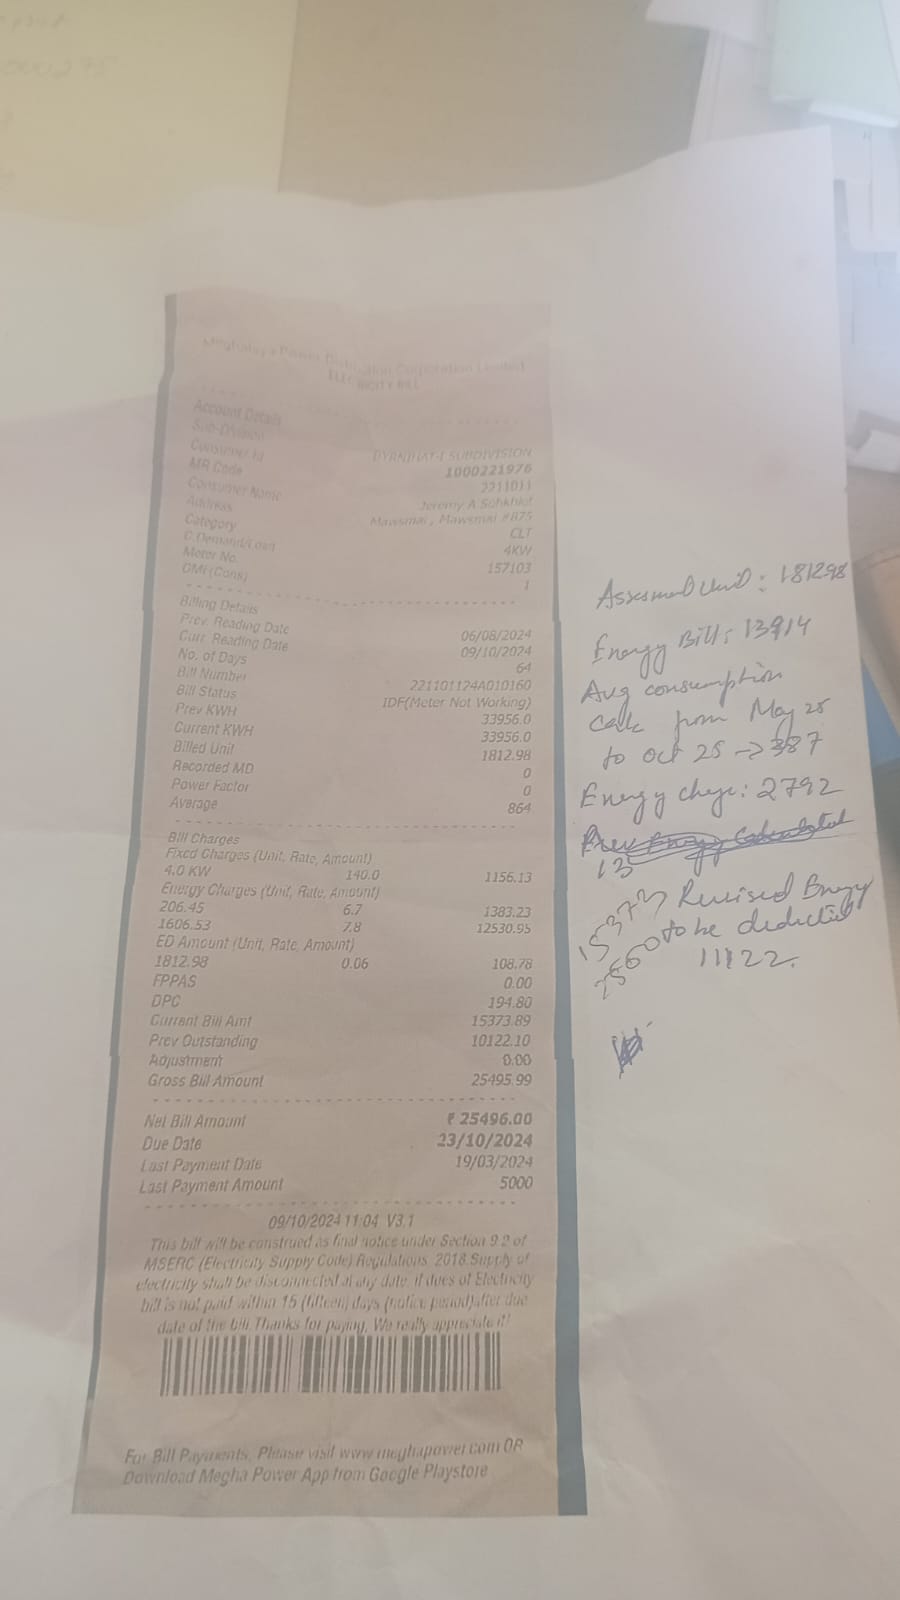 Meghalaya Power Distribution Corporation Limited
ELECTRICITY BILL
Account Details
Sub-Division BYRNIHAT-I SUBDIVISION
Consumer Id 1000221976
MR Code 2211011
Consumer Name Jeremy A Sohkhlet
Address Mawsmai, Mawsmai #875
Category CLT
C.Demand/Load 4KW
Meter No. 157103
OMF(Cons) 1
Billing Details
Prev. Reading Date 06/08/2024
Curr. Reading Date 09/10/2024
No. of Days 64
Bill Number 221101124A010160
Bill Status IDF(Meter Not Working)
Prev KWH 33956.0
Current KWH 33956.0
Billed Unit 1812.98
Recorded MD 0
Power Factor 0
Average 864
Bill Charges
Fixed Charges (Unit, Rate, Amount)
4.0 KW 140.0 1156.13
Energy Charges (Unit, Rate, Amount)
206.45 6.7 1383.23
1606.53 7.8 12530.95
ED Amount (Unit, Rate, Amount)
1812.98 0.06 108.78
FPPAS 0.00
DPC 194.80
Current Bill Amt 15373.89
Prev Outstanding 10122.10
Adjustment 0.00
Gross Bill Amount 25495.99
Net Bill Amount ₹ 25496.00
Due Date 23/10/2024
Last Payment Date 19/03/2024
Last Payment Amount 5000
09/10/2024 11:04 V3.1
This bill will be construed as final notice under Section 9.2 of
MSERC (Electricity Supply Code) Regulations, 2018.Supply of
electricity shall be disconnected at any date, if dues of Electricity
bill is not paid within 15 (fifteen) days (notice period)after due
date of the bill. Thanks for paying, We really appreciate it!
For Bill Payments, Please visit www.meghapower.com OR
Download Megha Power App from Google Playstore
Unit: 181298
Energy Bill: 13914
Avg consumption
from May 25
to oct 25 -> 387
Energy : 2792
13
15373
Revised Energy
to be deducted
11122.